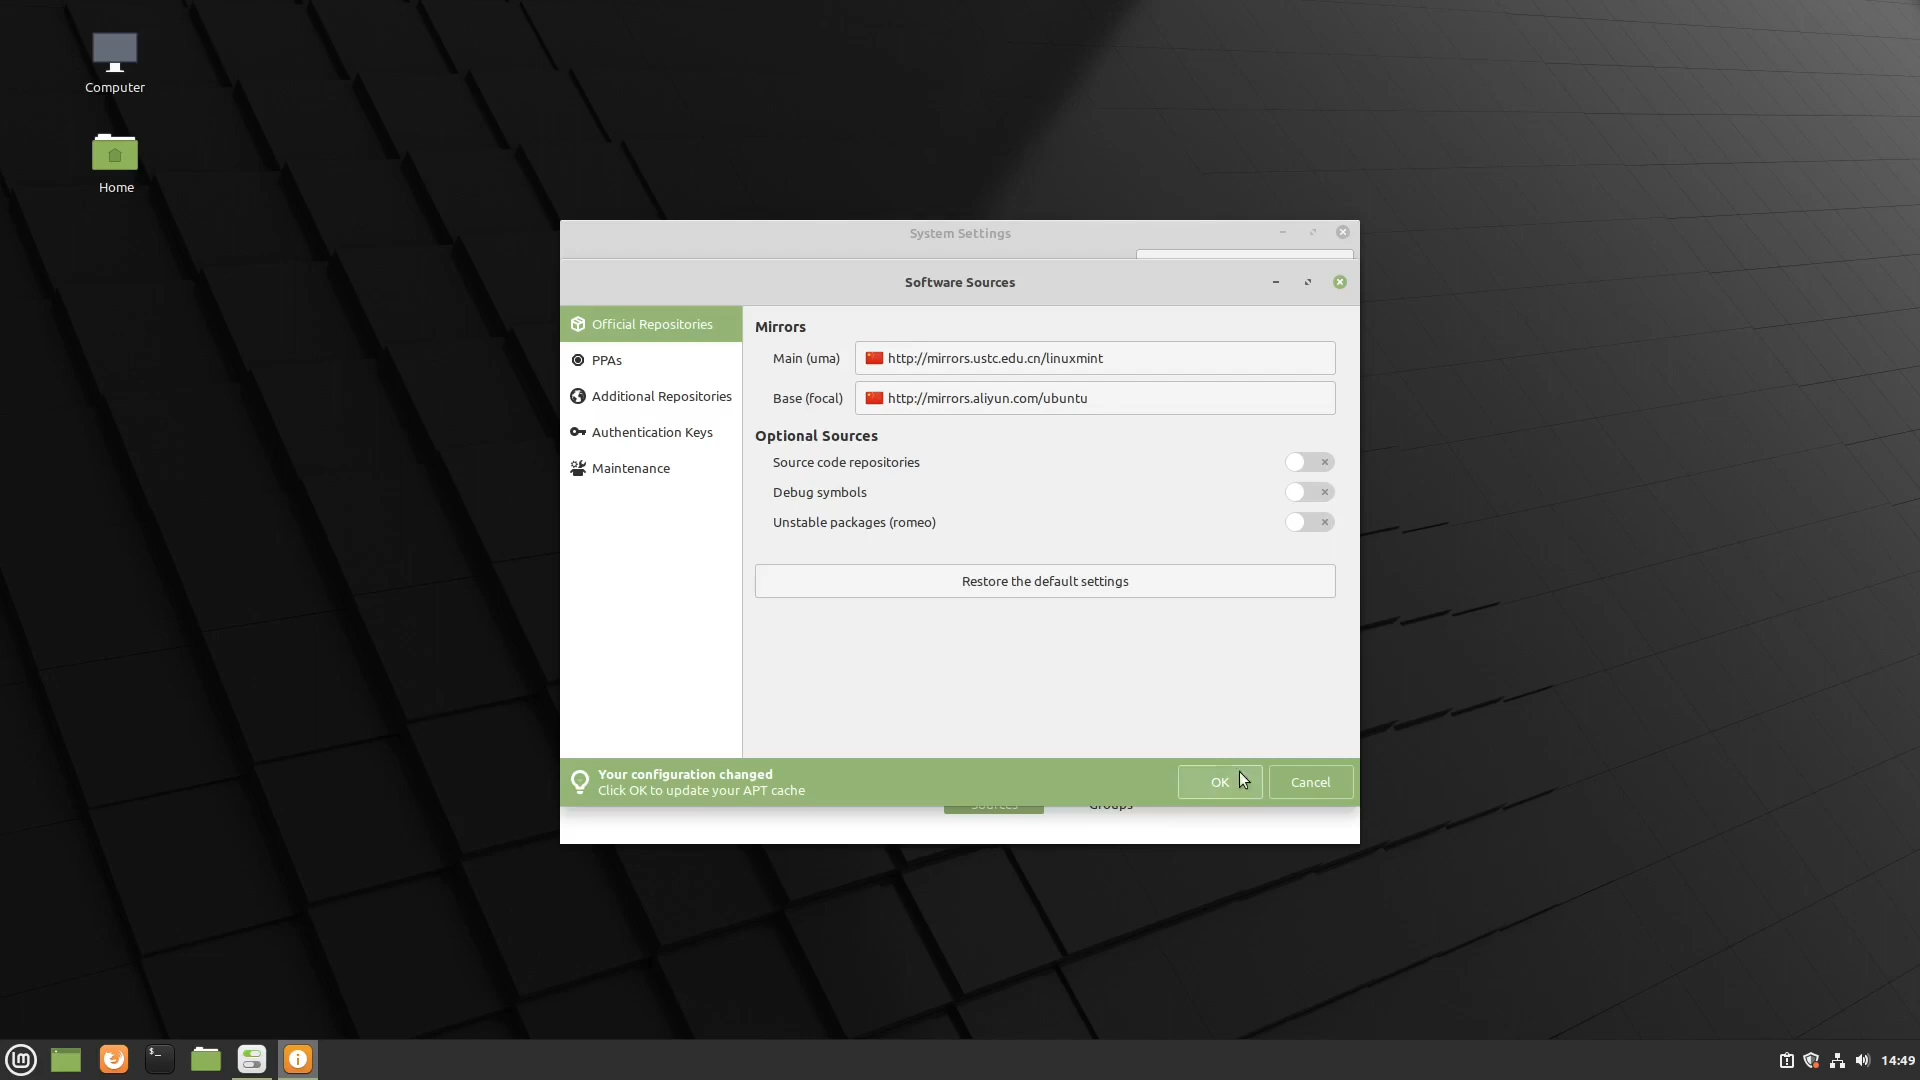 Computer
Home
System Settings
Software Sources
Official Repositories
PPAs
Additional Repositories
Authentication Keys
Maintenance
Mirrors
Main (uma) http://mirrors.ustc.edu.cn/linuxmint
Base (focal) http://mirrors.aliyun.com/ubuntu
Optional Sources
Source code repositories
Debug symbols
Unstable packages (romeo)
Restore the default settings
Your configuration changed
Click OK to update your APT cache
OK Cancel
Sources Groups
14:49